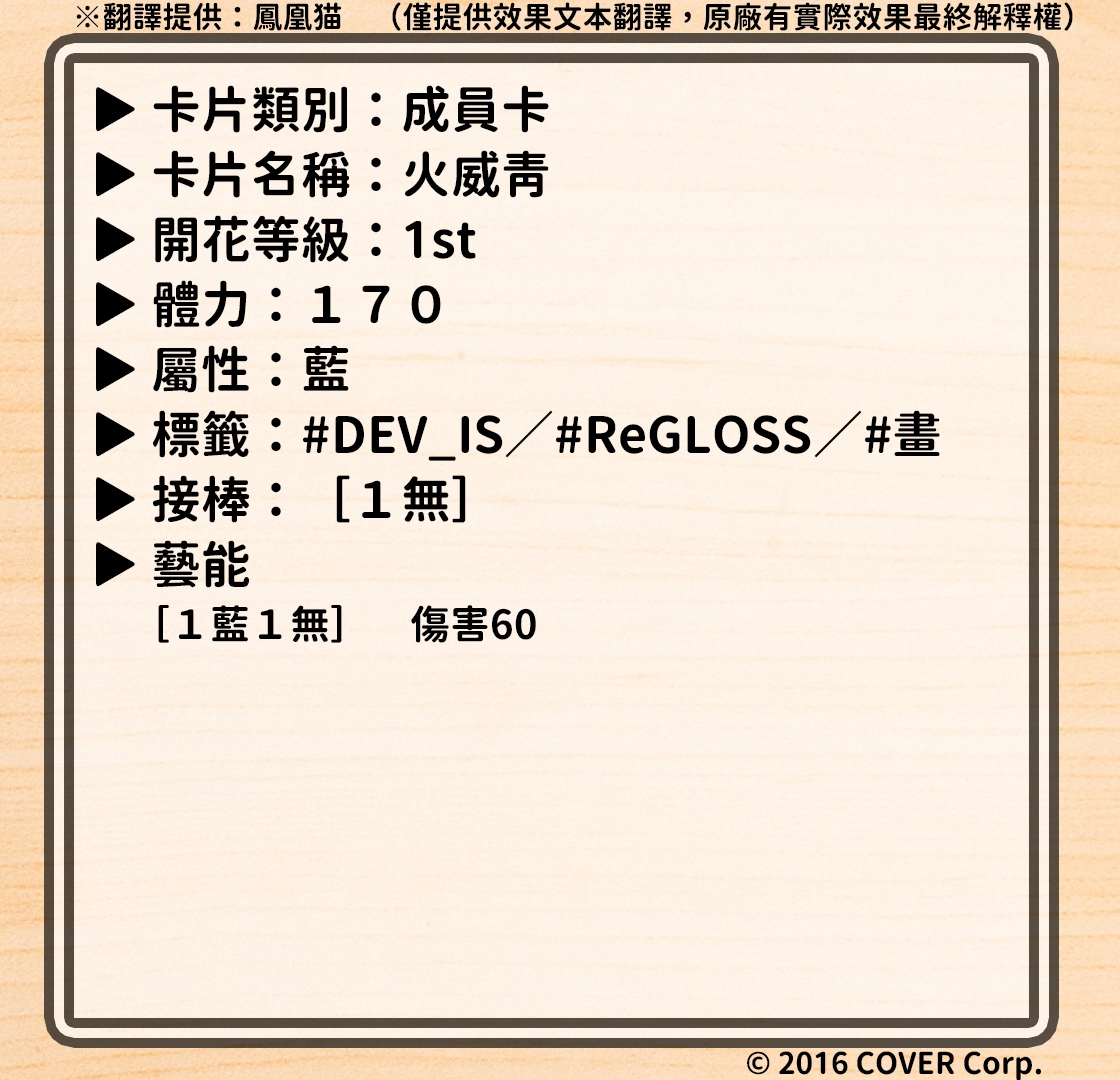 ※翻譯提供：鳳凰猫　（僅提供效果文本翻譯，原廠有實際效果最終解釋權）
▶ 卡片類別：成員卡
▶ 卡片名稱：火威青
▶ 開花等級：1st
▶ 體力：１７０
▶ 屬性：藍
▶ 標籤：#DEV_IS／#ReGLOSS／#畫
▶ 接棒：［１無］
▶ 藝能
［１藍１無］　傷害60
© 2016 COVER Corp.